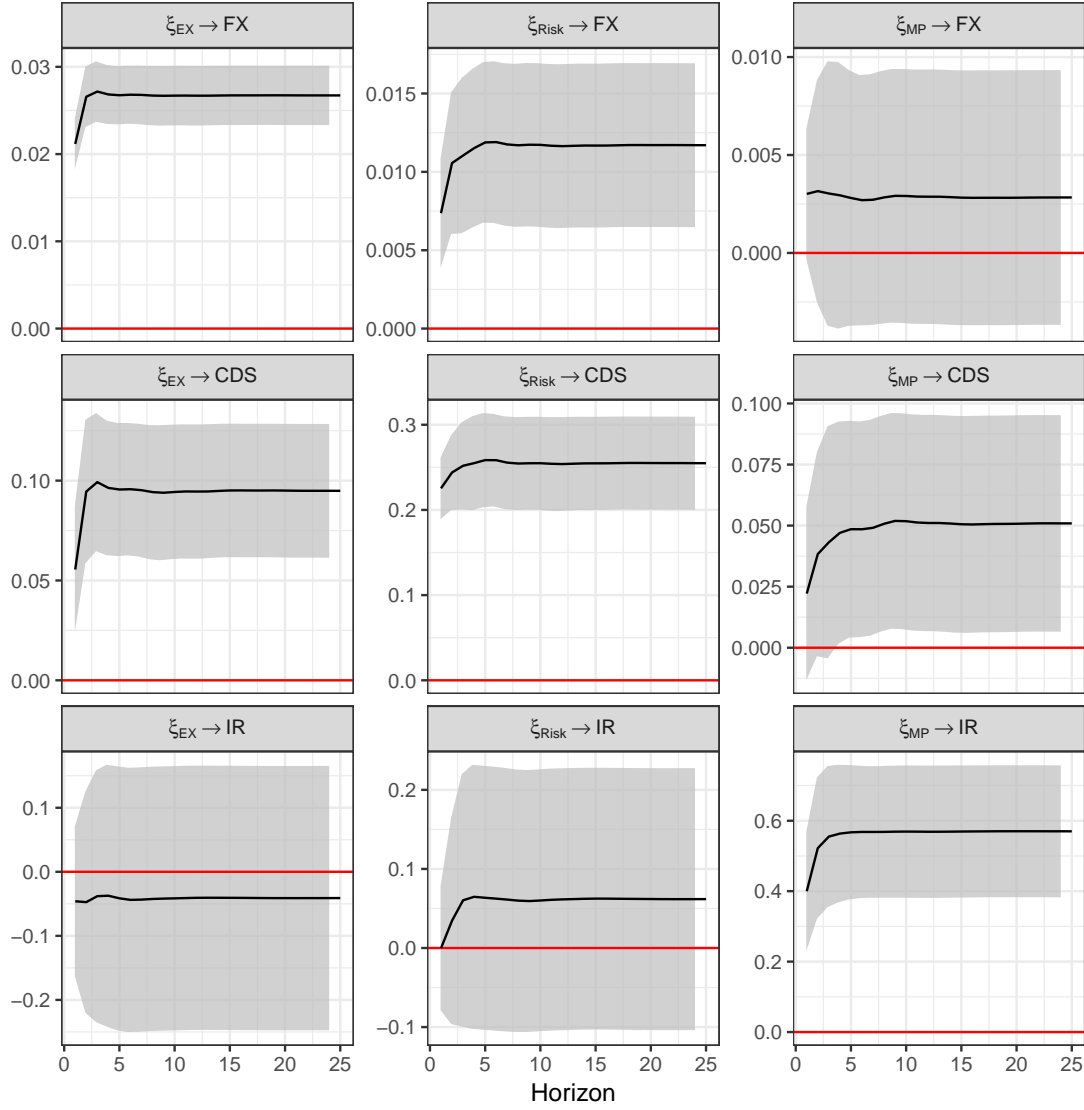 ξEX → FX
ξRisk → FX
ξMP → FX
0.03
0.02
0.01
0.00
0.015
0.010
0.005
0.000
0.010
0.005
0.000
ξEX → CDS
ξRisk → CDS
ξMP → CDS
0.10
0.05
0.00
0.3
0.2
0.1
0.0
0.100
0.075
0.050
0.025
0.000
ξEX → IR
ξRisk → IR
ξMP → IR
0.1
0.0
−0.1
−0.2
0.2
0.1
0.0
−0.1
0.6
0.4
0.2
0.0
0 5 10 15 20 25
0 5 10 15 20 25
0 5 10 15 20 25
Horizon